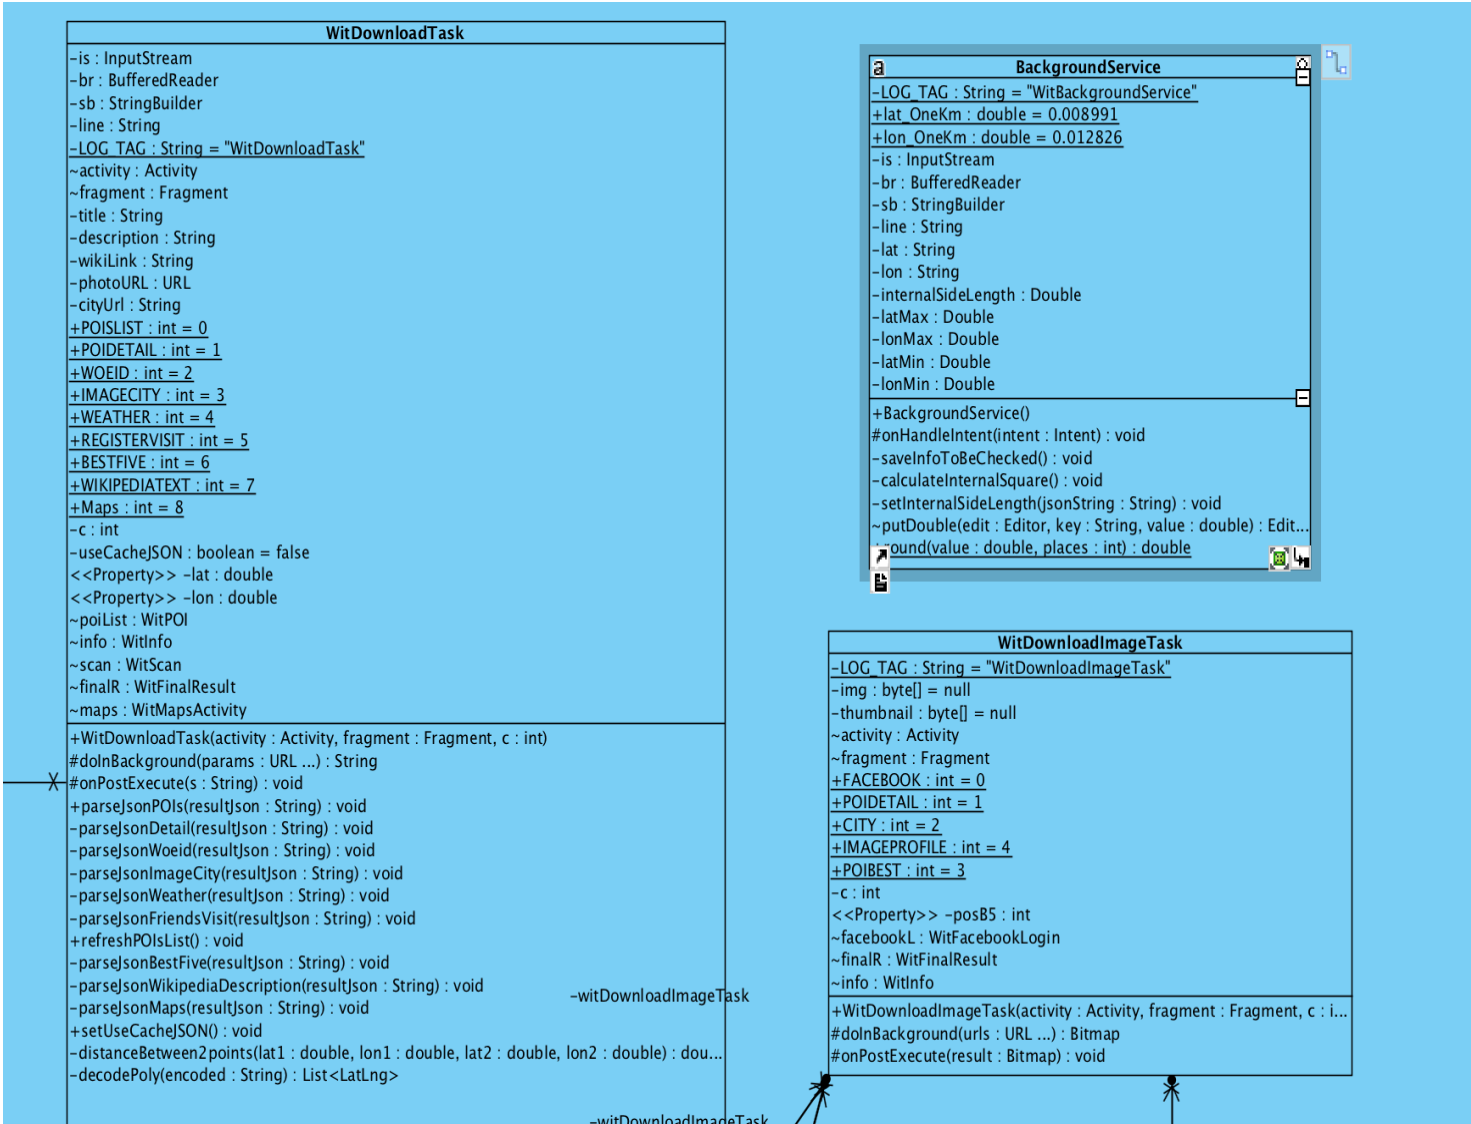 WitDownloadTask
-is : InputStream
-br : BufferedReader
-sb : StringBuilder
-line : String
-LOG_TAG : String = "WitDownloadTask"
~activity : Activity
~fragment : Fragment
-title : String
-description : String
-wikiLink : String
-photoURL : URL
-cityUrl : String
+POISLIST : int = 0
+POIDETAIL : int = 1
+WOEID : int = 2
+IMAGECITY : int = 3
+WEATHER : int = 4
+REGISTERVISIT : int = 5
+BESTFIVE : int = 6
+WIKIPEDIATEXT : int = 7
+Maps : int = 8
-c : int
-useCacheJSON : boolean = false
<<Property>> -lat : double
<<Property>> -lon : double
~poiList : WitPOI
~info : WitInfo
~scan : WitScan
~finalR : WitFinalResult
~maps : WitMapsActivity
+WitDownloadTask(activity : Activity, fragment : Fragment, c : int)
#doInBackground(params : URL ...) : String
#onPostExecute(s : String) : void
+parseJsonPOIs(resultJson : String) : void
-parseJsonDetail(resultJson : String) : void
-parseJsonWoeid(resultJson : String) : void
-parseJsonImageCity(resultJson : String) : void
-parseJsonWeather(resultJson : String) : void
-parseJsonFriendsVisit(resultJson : String) : void
+refreshPOIsList() : void
-parseJsonBestFive(resultJson : String) : void
-parseJsonWikipediaDescription(resultJson : String) : void
-parseJsonMaps(resultJson : String) : void
+setUseCacheJSON() : void
-distanceBetween2points(lat1 : double, lon1 : double, lat2 : double, lon2 : double) : dou...
-decodePoly(encoded : String) : List<LatLng>
-witDownloadImageTask
-witDownloadImageTask
a
BackgroundService
-LOG_TAG : String = "WitBackgroundService"
+lat_OneKm : double = 0.008991
+lon_OneKm : double = 0.012826
-is : InputStream
-br : BufferedReader
-sb : StringBuilder
-line : String
-lat : String
-lon : String
-internalSideLength : Double
-latMax : Double
-lonMax : Double
-latMin : Double
-lonMin : Double
+BackgroundService()
#onHandleIntent(intent : Intent) : void
-saveInfoToBeChecked() : void
-calculateInternalSquare() : void
-setInternalSideLength(jsonString : String) : void
~putDouble(edit : Editor, key : String, value : double) : Edit...
round(value : double, places : int) : double
WitDownloadImageTask
-LOG_TAG : String = "WitDownloadImageTask"
-img : byte[] = null
-thumbnail : byte[] = null
~activity : Activity
~fragment : Fragment
+FACEBOOK : int = 0
+POIDETAIL : int = 1
+CITY : int = 2
+IMAGEPROFILE : int = 4
+POIBEST : int = 3
-c : int
<<Property>> -posB5 : int
~facebookL : WitFacebookLogin
~finalR : WitFinalResult
~info : WitInfo
+WitDownloadImageTask(activity : Activity, fragment : Fragment, c : i...
#doInBackground(urls : URL ...) : Bitmap
#onPostExecute(result : Bitmap) : void